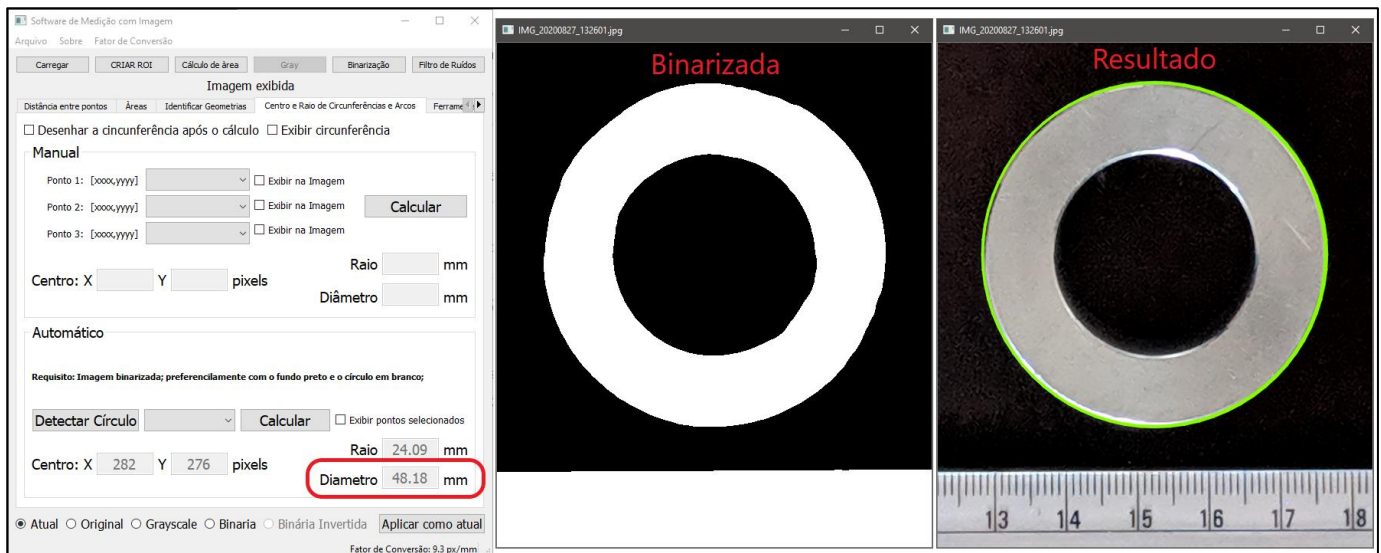 Software de Medição com Imagem
Arquivo Sobre Fator de Conversão
Carregar CRIAR ROI Cálculo de área Gray Binarização Filtro de Ruídos
Imagem exibida
Distância entre pontos Áreas Identificar Geometrias Centro e Raio de Circunferências e Arcos
Desenhar a cincunferência após o cálculo Exibir circunferência
Manual
Ponto 1: [xxxx,yyyy] Exibir na Imagem
Ponto 2: [xxxx,yyyy] Exibir na Imagem Calcular
Ponto 3: [xxxx,yyyy] Exibir na Imagem
Raio mm
Centro: X Y pixels
Diâmetro mm
Automático
Requisito: Imagem binarizada; preferencilamente com o fundo preto e o círculo em branco;
Detectar Círculo Calcular Exibir pontos selecionados
Raio 24.09 mm
Centro: X 282 Y 276 pixels
Diametro 48.18 mm
Atual Original Grayscale Binaria Binária Invertida Aplicar como atual
Fator de Conversão: 9.3 px/mm
IMG_20200827_132601.jpg
Binarizada
IMG_20200827_132601.jpg
Resultado
13 14 15 16 17 18